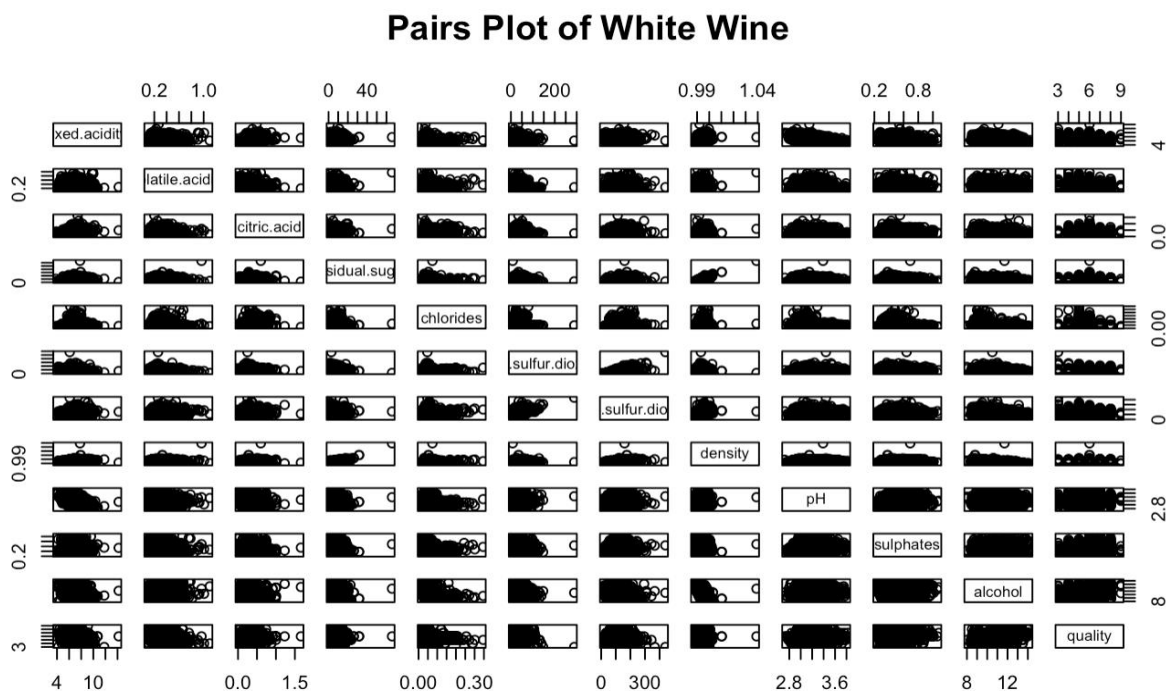 Pairs Plot of White Wine
0.2 1.0
0 40
0 200
0.99 1.04
0.2 0.8
3 6 9
xed.acidit
4
0.2
latile.acid
citric.acid
0.0
0
sidual.sug
chlorides
0.00
0
.sulfur.dio
.sulfur.dio
0
0.99
density
pH
2.8
0.2
sulphates
alcohol
8
3
quality
4 10
0.0 1.5
0.00 0.30
0 300
2.8 3.6
8 12